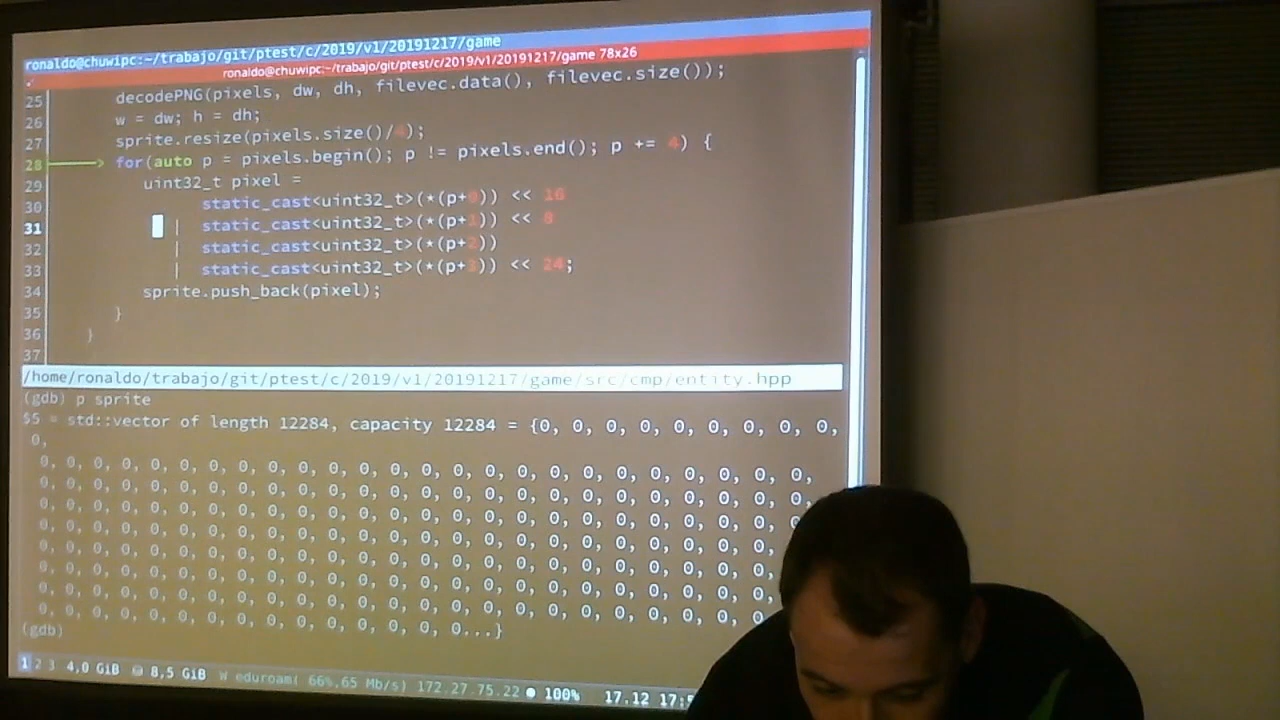 ronaldo@chuwipc:~/trabajo/git/ptest/c/2019/v1/20191217/game
ronaldo@chuwipc:~/trabajo/git/ptest/c/2019/v1/20191217/game 78x26
25 decodePNG(pixels, dw, dh, filevec.data(), filevec.size());
26 w = dw; h = dh;
27 sprite.resize(pixels.size()/4);
28 for(auto p = pixels.begin(); p != pixels.end(); p += 4) {
29 uint32_t pixel =
30 static_cast<uint32_t>(*(p+0)) << 16
31 | static_cast<uint32_t>(*(p+1)) << 8
32 | static_cast<uint32_t>(*(p+2))
33 | static_cast<uint32_t>(*(p+3)) << 24;
34 sprite.push_back(pixel);
35 }
36 }
37
/home/ronaldo/trabajo/git/ptest/c/2019/v1/20191217/game/src/cmp/entity.hpp
(gdb) p sprite
$5 = std::vector of length 12284, capacity 12284 = {0, 0, 0, 0, 0, 0, 0, 0, 0,
0,
0, 0, 0, 0, 0, 0, 0, 0, 0, 0, 0, 0, 0, 0, 0, 0, 0, 0, 0, 0, 0, 0, 0, 0, 0,
0, 0, 0, 0, 0, 0, 0, 0, 0, 0, 0, 0, 0, 0, 0, 0, 0, 0, 0, 0, 0, 0, 0, 0, 0,
0, 0, 0, 0, 0, 0, 0, 0, 0, 0, 0, 0, 0, 0, 0, 0, 0, 0, 0, 0, 0, 0, 0, 0, 0
0, 0, 0, 0, 0, 0, 0, 0, 0, 0, 0, 0, 0, 0, 0, 0, 0, 0, 0, 0, 0, 0, 0, 0,
0, 0, 0, 0, 0, 0, 0, 0, 0, 0, 0, 0, 0, 0, 0, 0, 0, 0, 0, 0, 0, 0, 0, 0,
0, 0, 0, 0, 0, 0, 0, 0, 0, 0, 0, 0, 0, 0, 0, 0, 0, 0, 0, 0, 0, 0, 0, 0,
0, 0, 0, 0, 0, 0, 0, 0, 0, 0, 0, 0, 0, 0, 0, 0, 0, 0, 0, 0, 0, 0, 0, 0,
0, 0, 0, 0, 0, 0, 0, 0, 0, 0, 0, 0, 0, 0, 0...}
(gdb)
1 2 3 4,0 GiB 8,5 GiB W eduroam( 66%,65 Mb/s) 172.27.75.22 100% 17.12 17:5